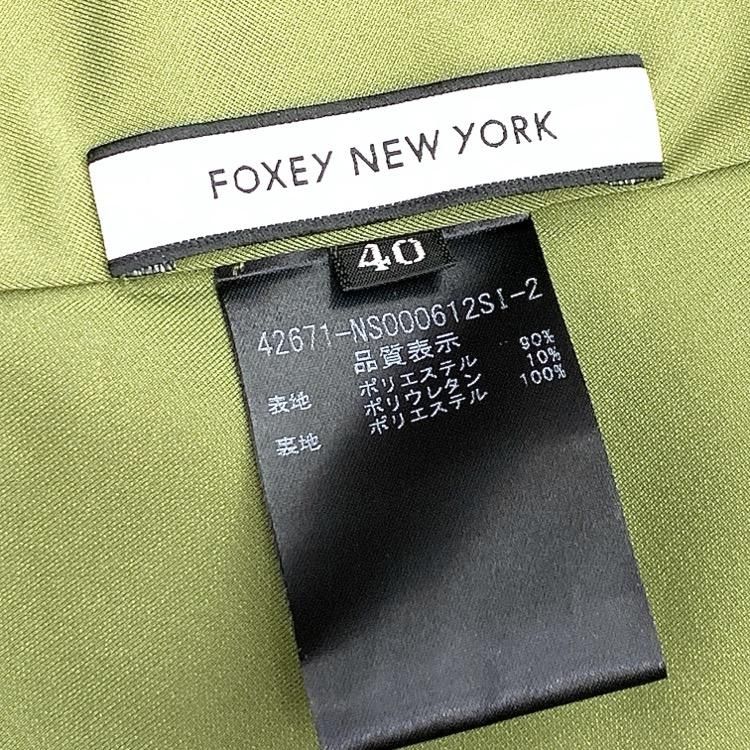 FOXEY NEW YORK
40
42671-NS000612SI-2
品質表示
表地 ポリエステル 90%
ポリウレタン 10%
裏地 ポリエステル 100%